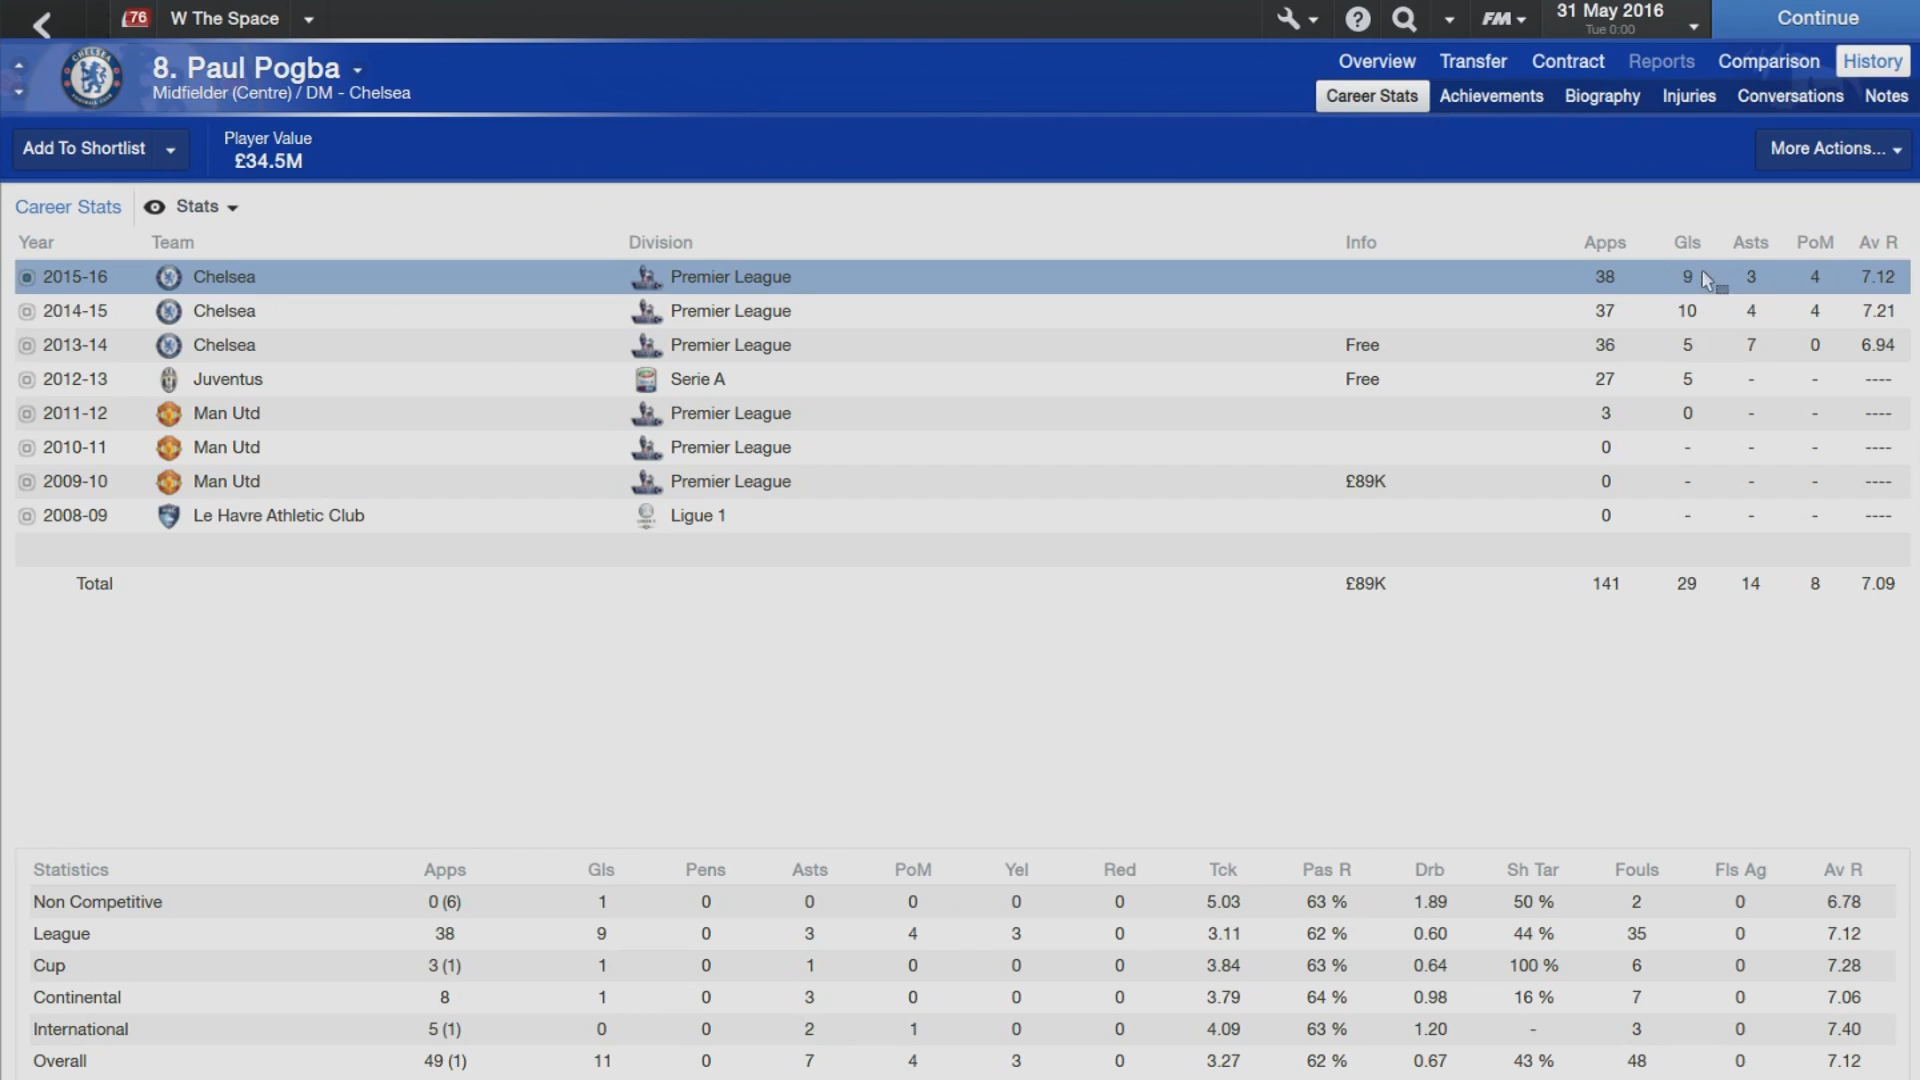 76 W The Space FM 31 May 2016 Continue
Tue 0:00
8. Paul Pogba Overview Transfer Contract Reports Comparison History
Midfielder (Centre) / DM - Chelsea Career Stats Achievements Biography Injuries Conversations Notes
Add To Shortlist Player Value More Actions...
£34.5M
Career Stats Stats
Year Team Division Info Apps Gls Asts PoM Av R
2015-16 Chelsea Premier League 38 9 3 4 7.12
2014-15 Chelsea Premier League 37 10 4 4 7.21
2013-14 Chelsea Premier League Free 36 5 7 0 6.94
2012-13 Juventus Serie A Free 27 5 - - ----
2011-12 Man Utd Premier League 3 0 - - ----
2010-11 Man Utd Premier League 0 - - - ----
2009-10 Man Utd Premier League £89K 0 - - - ----
2008-09 Le Havre Athletic Club Ligue 1 0 - - - ----
Total £89K 141 29 14 8 7.09
Statistics Apps Gls Pens Asts PoM Yel Red Tck Pas R Drb Sh Tar Fouls Fls Ag Av R
Non Competitive 0 (6) 1 0 0 0 0 0 5.03 63 % 1.89 50 % 2 0 6.78
League 38 9 0 3 4 3 0 3.11 62 % 0.60 44 % 35 0 7.12
Cup 3 (1) 1 0 1 0 0 0 3.84 63 % 0.64 100 % 6 0 7.28
Continental 8 1 0 3 0 0 0 3.79 64 % 0.98 16 % 7 0 7.06
International 5 (1) 0 0 2 1 0 0 4.09 63 % 1.20 - 3 0 7.40
Overall 49 (1) 11 0 7 4 3 0 3.27 62 % 0.67 43 % 48 0 7.12